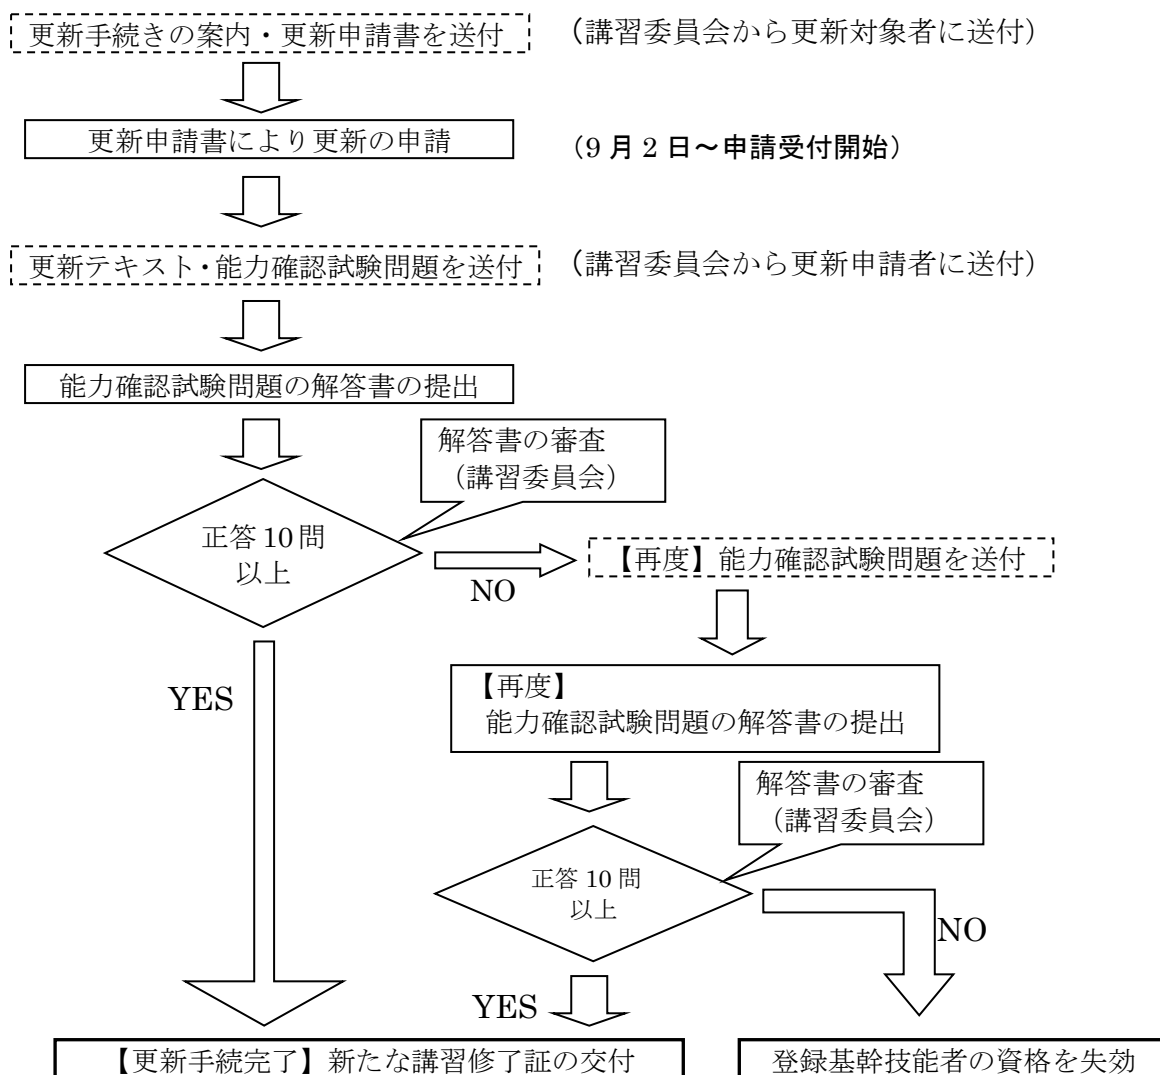 更新手続きの案内・更新申請書を送付
（講習委員会から更新対象者に送付）
更新申請書により更新の申請
（9月2日～申請受付開始）
更新テキスト・能力確認試験問題を送付
（講習委員会から更新申請者に送付）
能力確認試験問題の解答書の提出
解答書の審査
（講習委員会）
正答10問
以上
NO
【再度】能力確認試験問題を送付
YES
【再度】
能力確認試験問題の解答書の提出
解答書の審査
（講習委員会）
正答10問
以上
NO
YES
【更新手続完了】新たな講習修了証の交付
登録基幹技能者の資格を失効